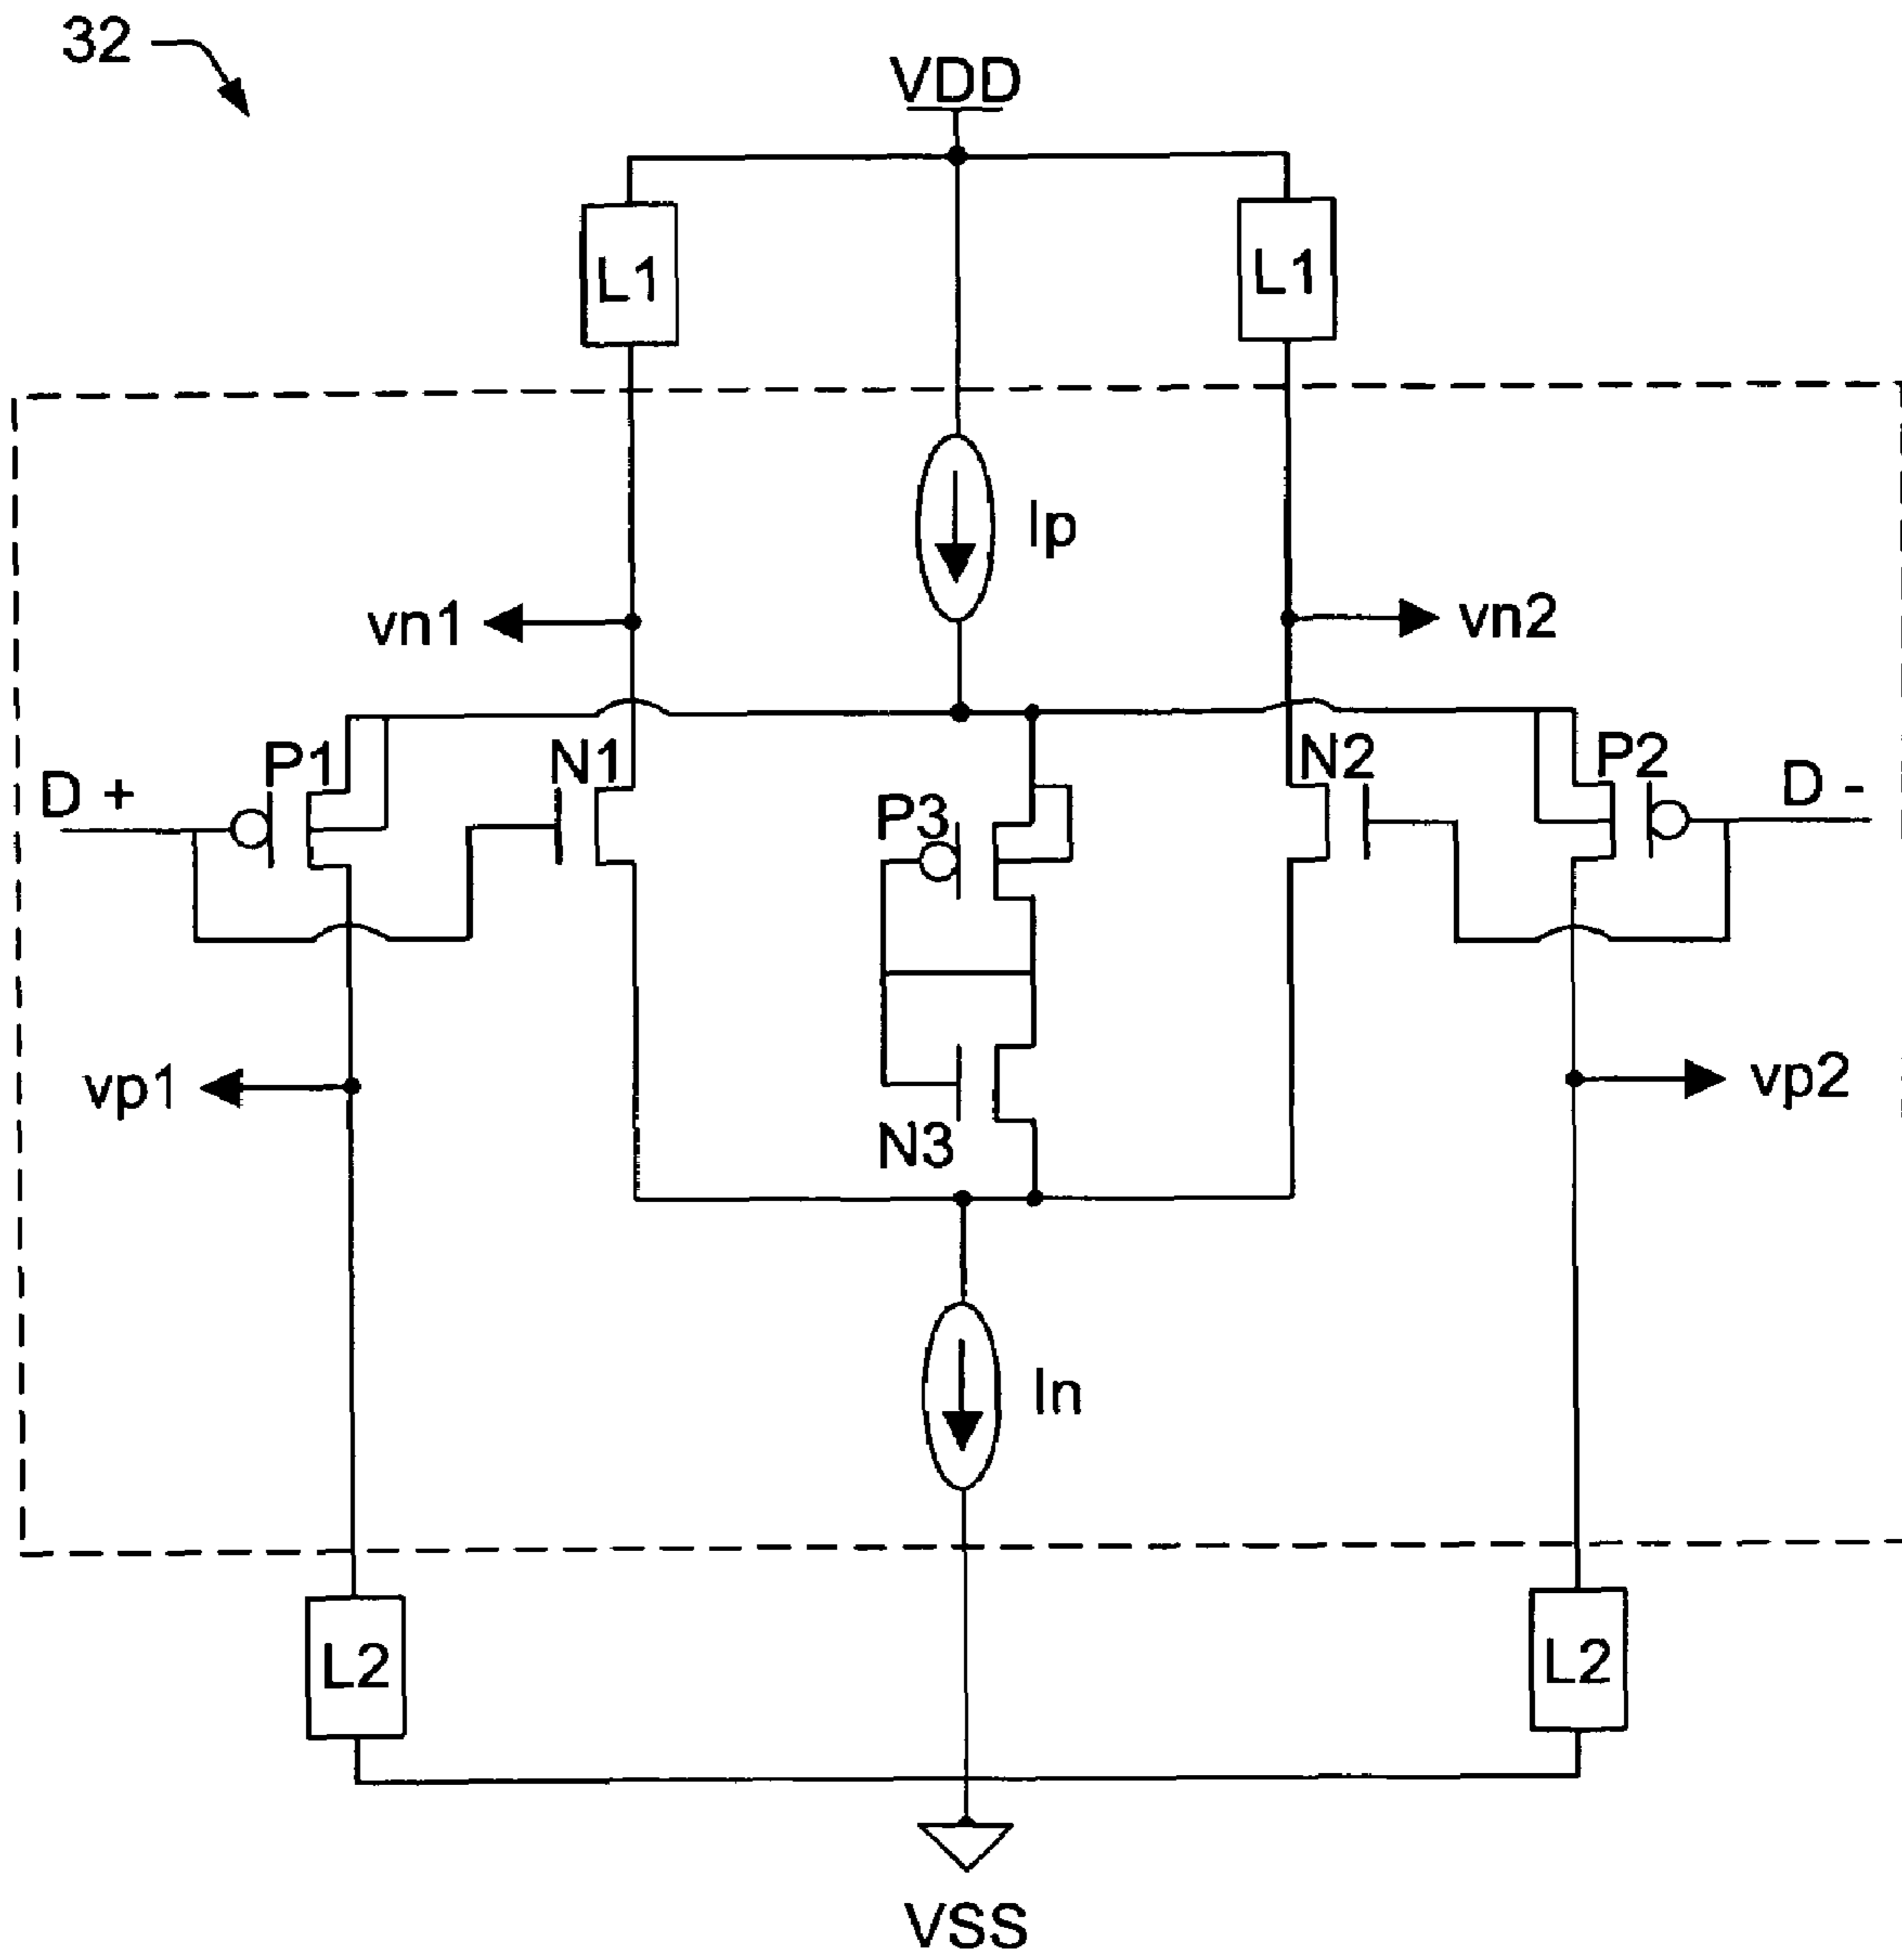 32
VDD
L1
L1
Ip
vn1
vn2
P1
N1
N2
P2
D +
D -
P3
vp1
vp2
N3
In
L2
L2
VSS